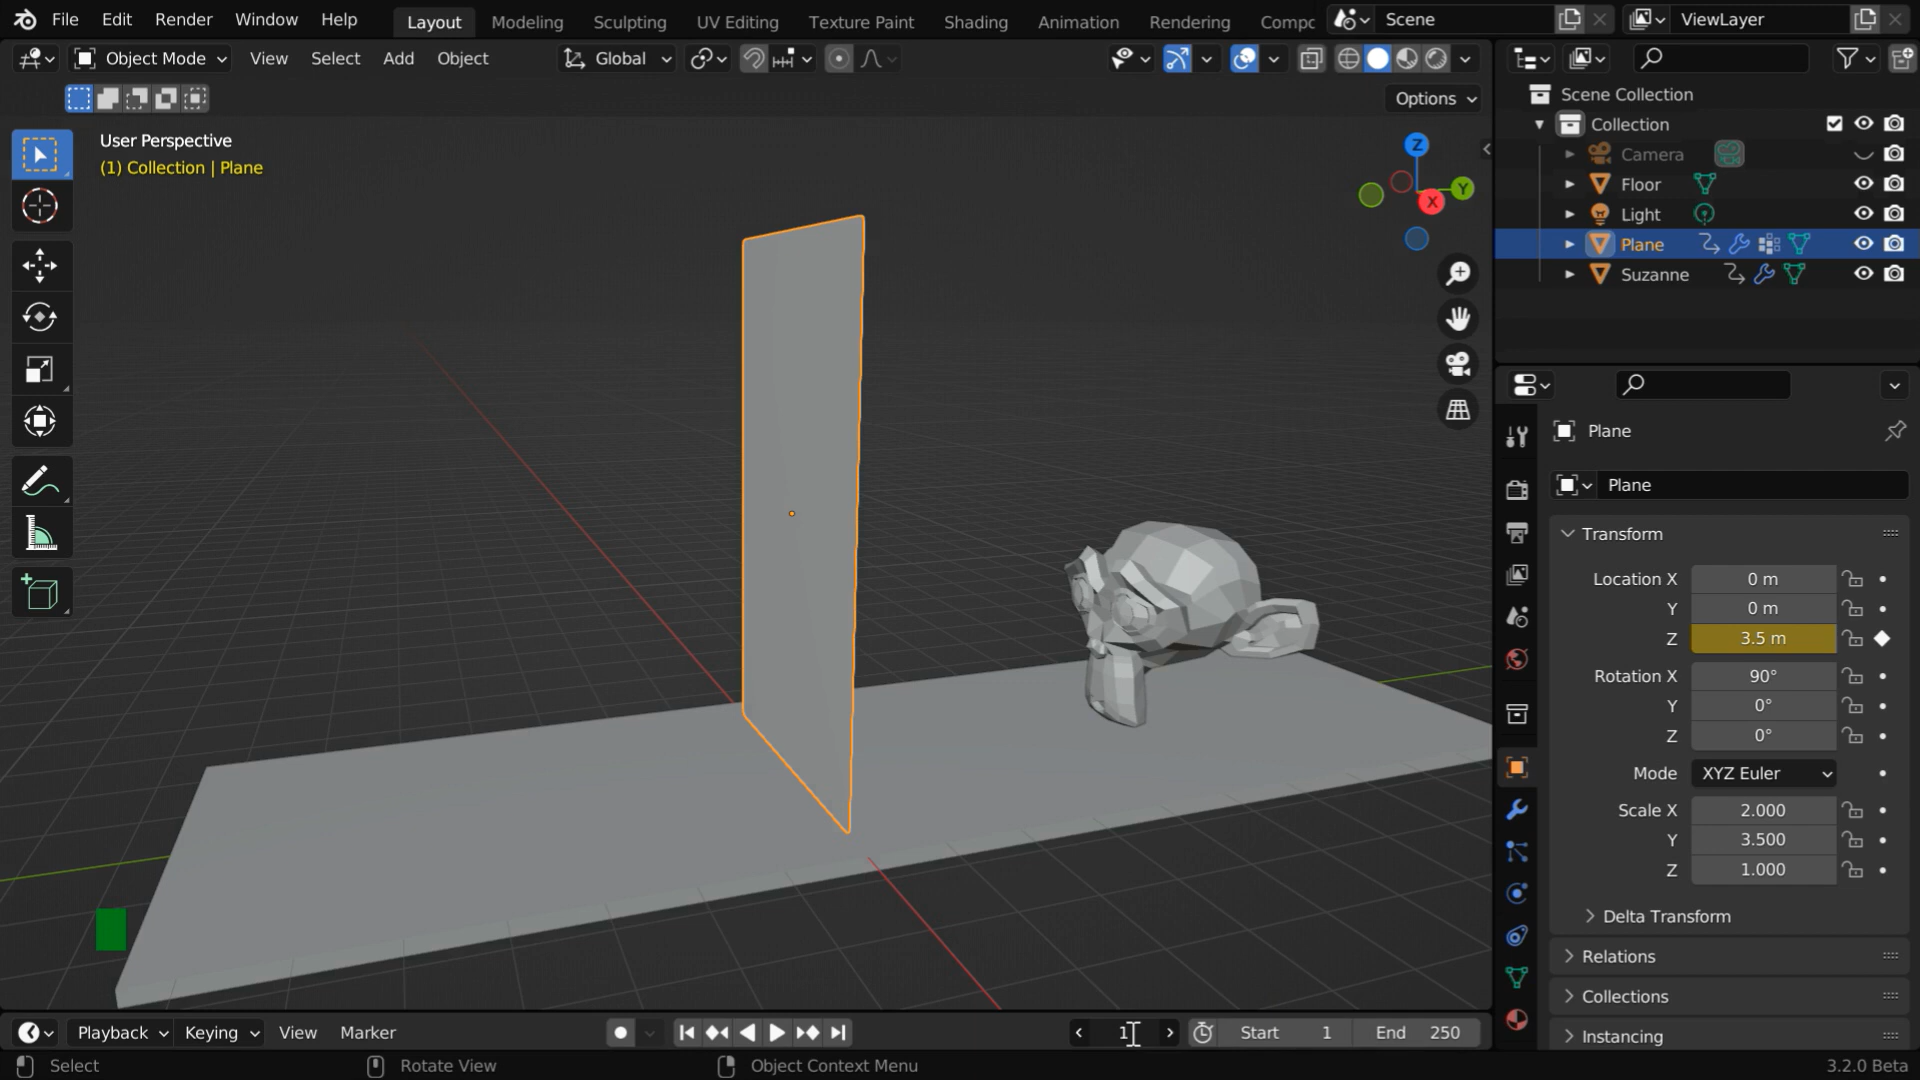 File Edit Render Window Help Layout Modeling Sculpting UV Editing Texture Paint Shading Animation Rendering Compc Scene ViewLayer
Object Mode View Select Add Object Global
Options
User Perspective
(1) Collection | Plane
Z
Y
X
Scene Collection
Collection
Camera
Floor
Light
Plane
Suzanne
Plane
Plane
Transform
Location X 0 m
Y 0 m
Z 3.5 m
Rotation X 90°
Y 0°
Z 0°
Mode XYZ Euler
Scale X 2.000
Y 3.500
Z 1.000
Delta Transform
Relations
Collections
Instancing
Playback Keying View Marker 1 Start 1 End 250
Select Rotate View Object Context Menu 3.2.0 Beta